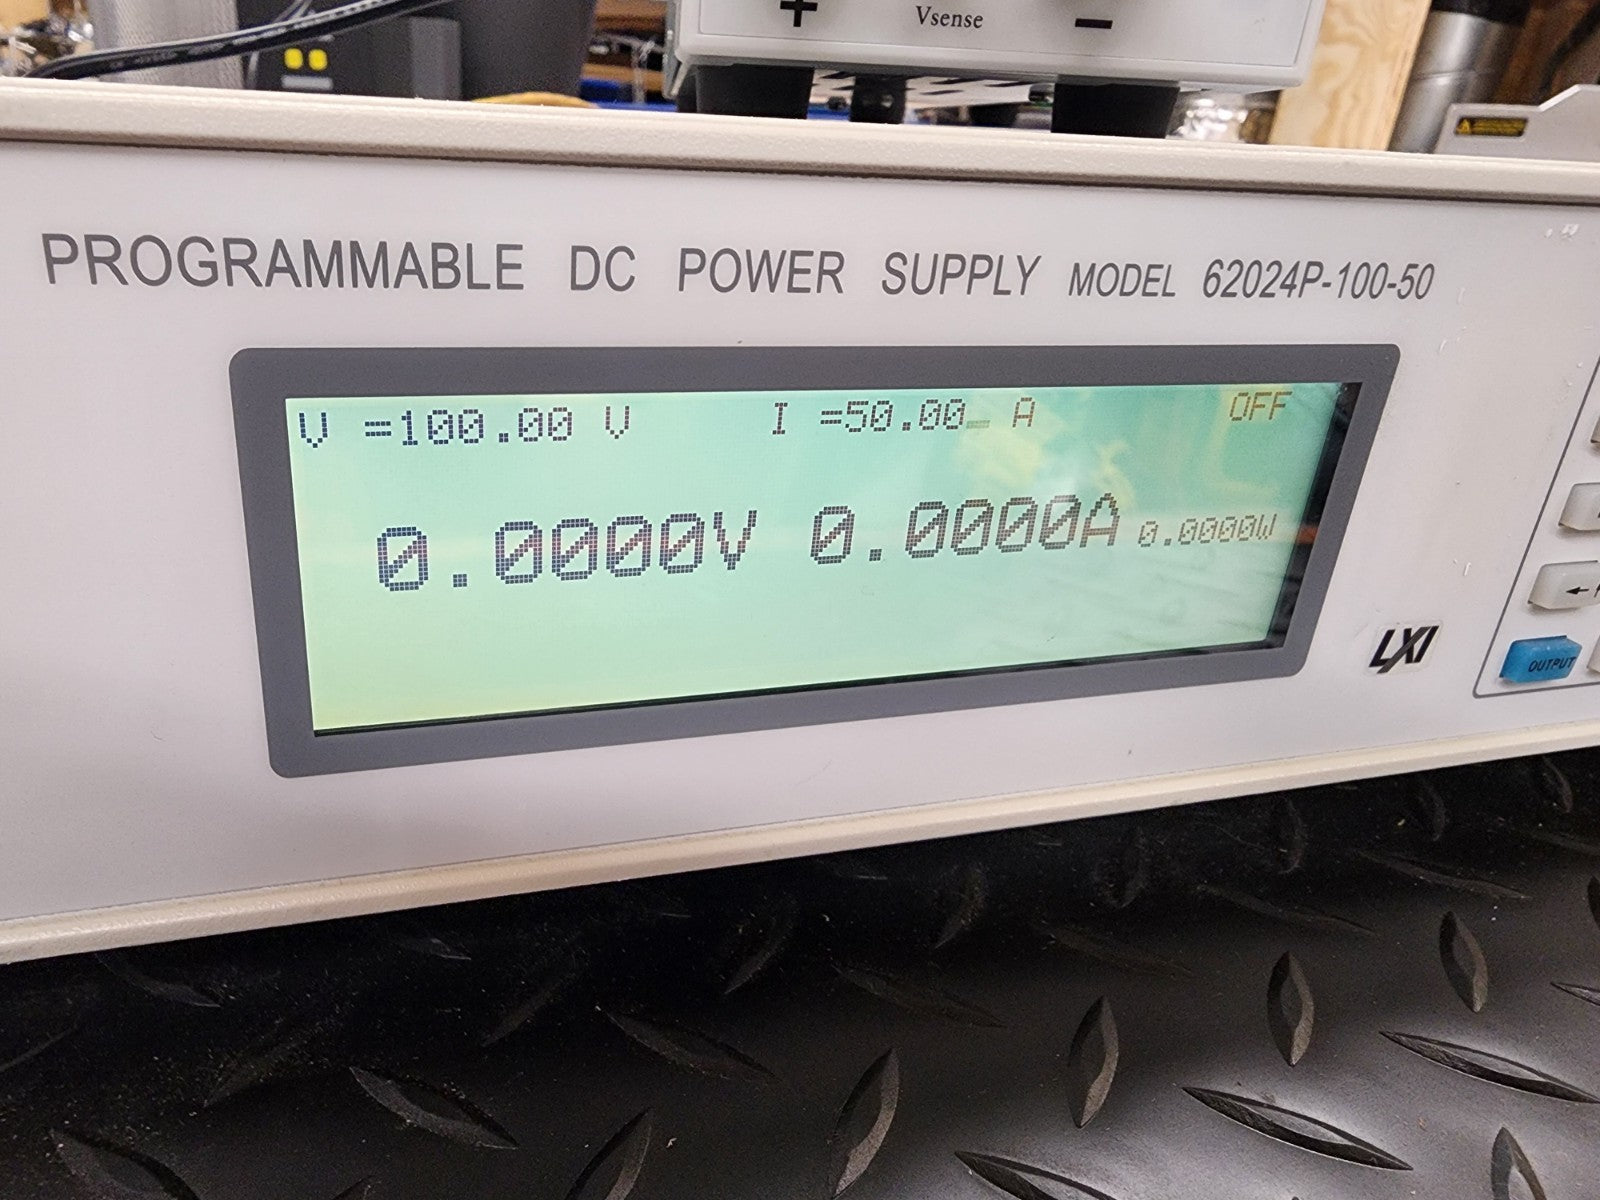 + Vsense −
PROGRAMMABLE DC POWER SUPPLY MODEL 62024P-100-50
V =100.00 V I =50.00_ A OFF
0.0000V 0.0000A 0.0000W
LXI
OUTPUT